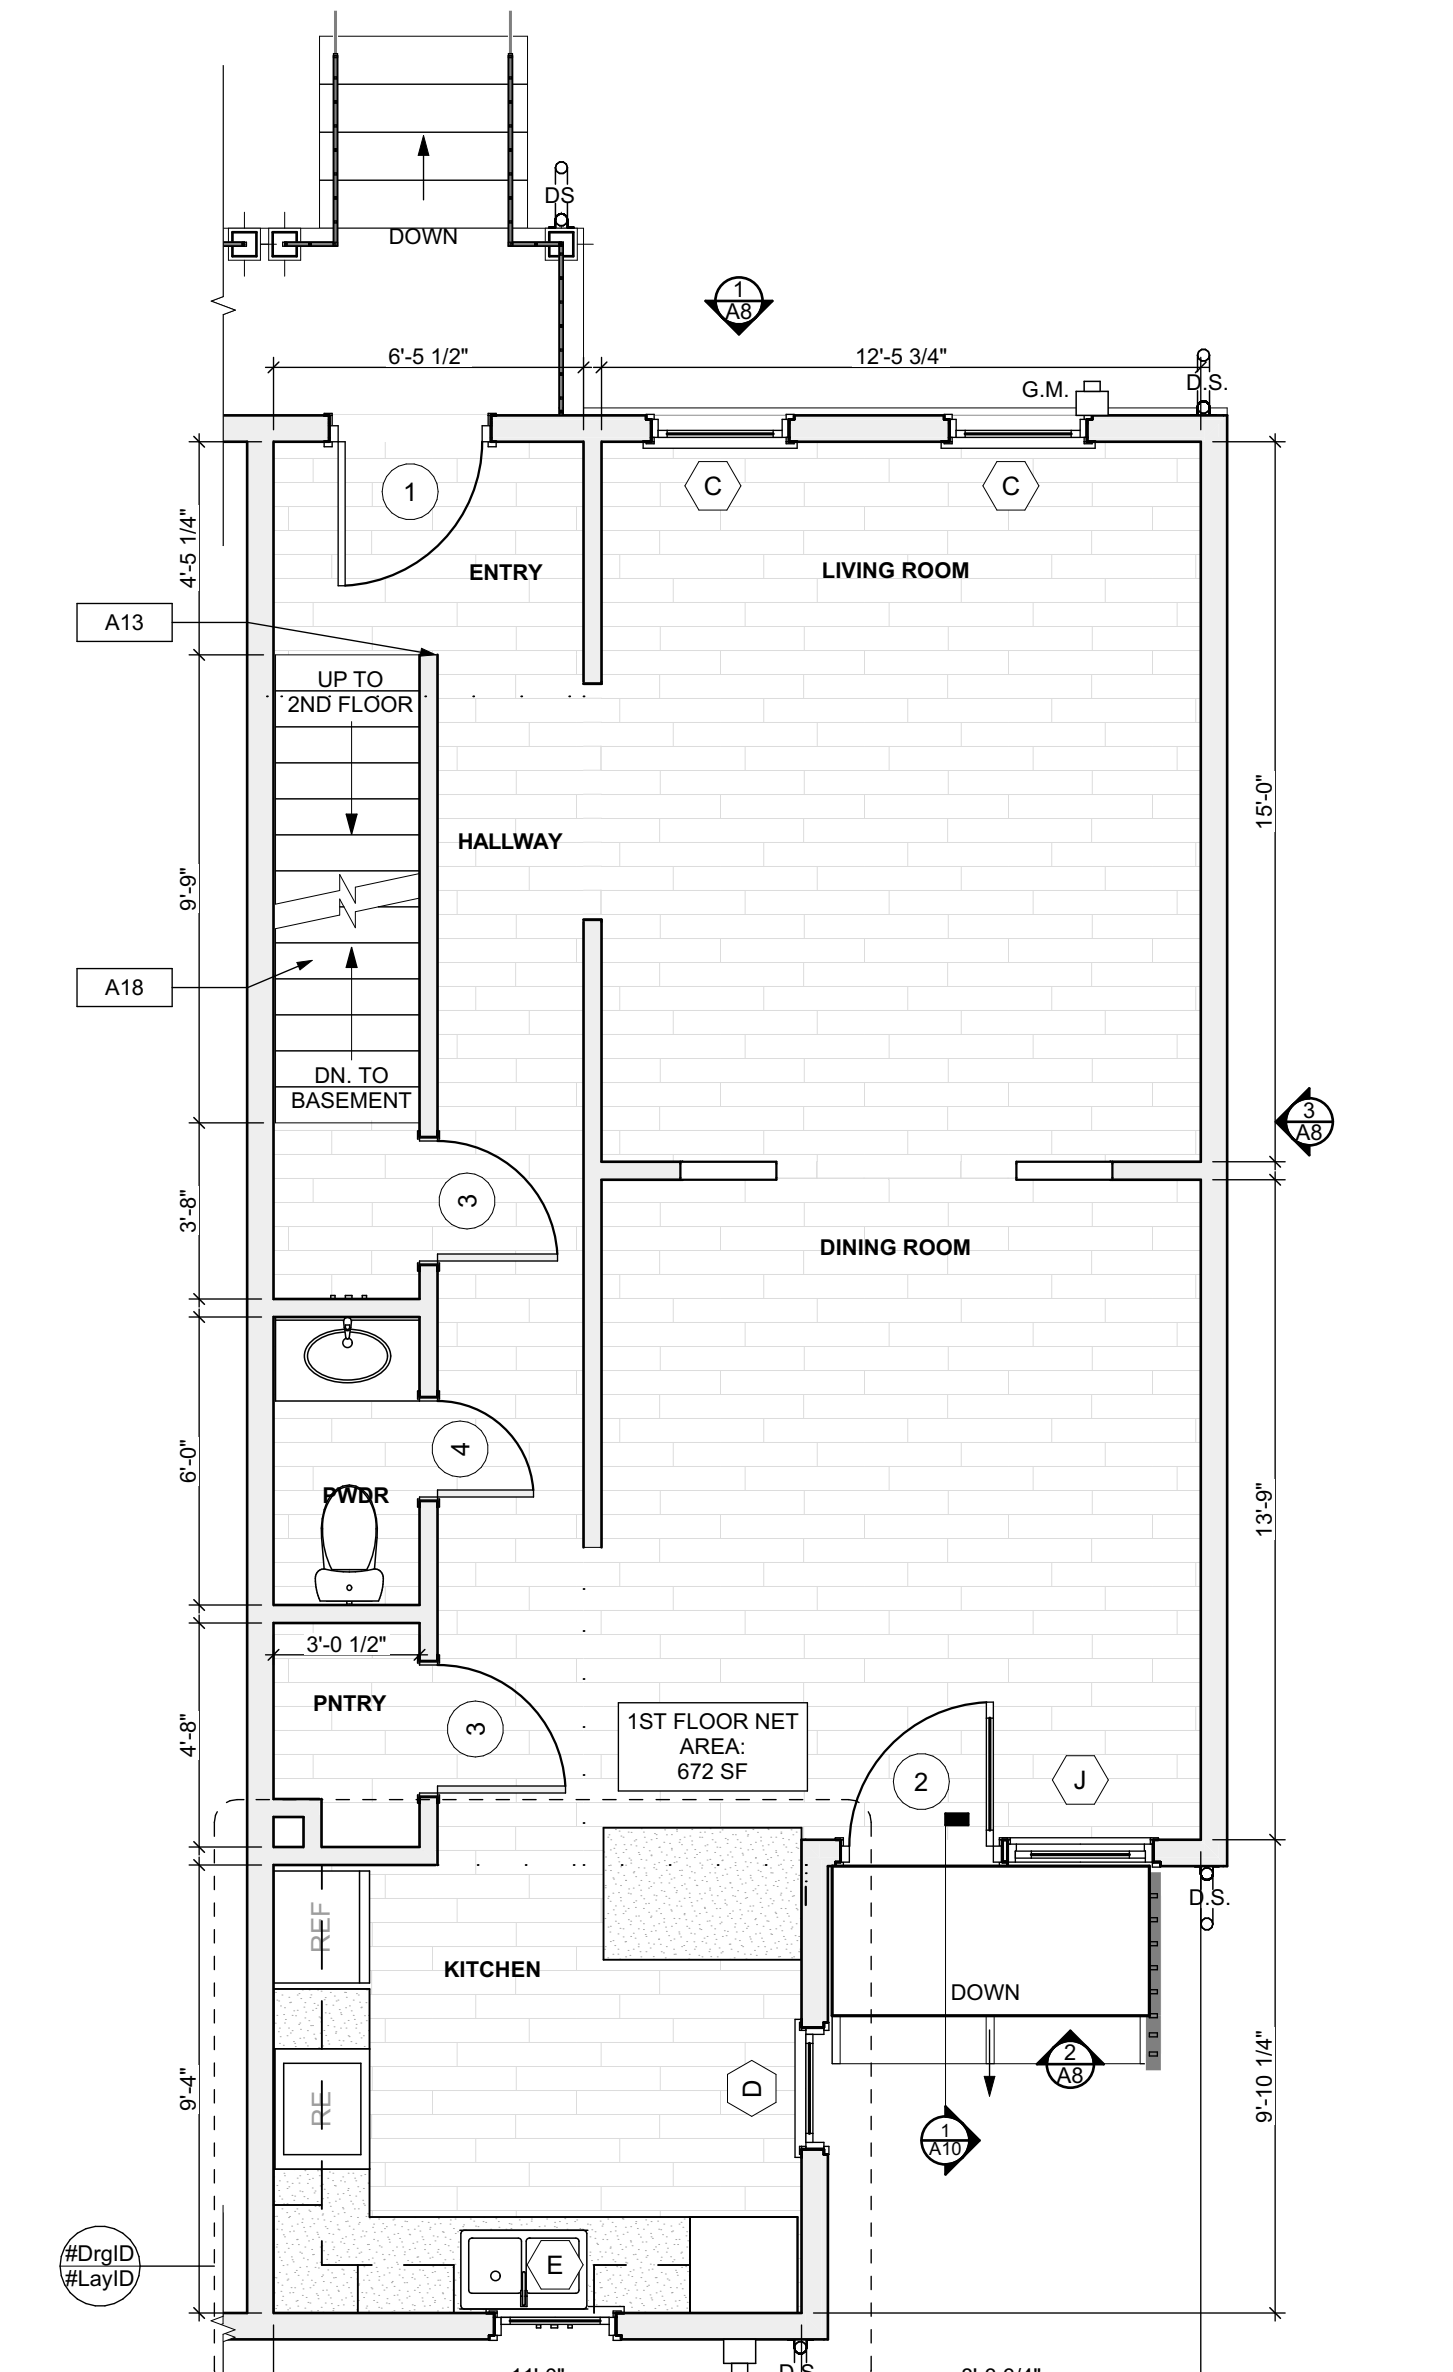 DS
DOWN
1
A8
6'-5 1/2"
12'-5 3/4"
G.M.
D.S.
1
C
C
4'-5 1/4"
ENTRY
LIVING ROOM
A13
UP TO
2ND FLOOR
15'-0"
HALLWAY
9'-9"
A18
DN. TO
BASEMENT
3
A8
3'-8"
3
DINING ROOM
6'-0"
4
PWDR
13'-9"
3'-0 1/2"
PNTRY
3
4'-8"
1ST FLOOR NET
AREA:
672 SF
2
J
D.S.
REF
KITCHEN
DOWN
2
A8
RE
D
9'-4"
9'-10 1/4"
1
A10
#DrgID
#LayID
E